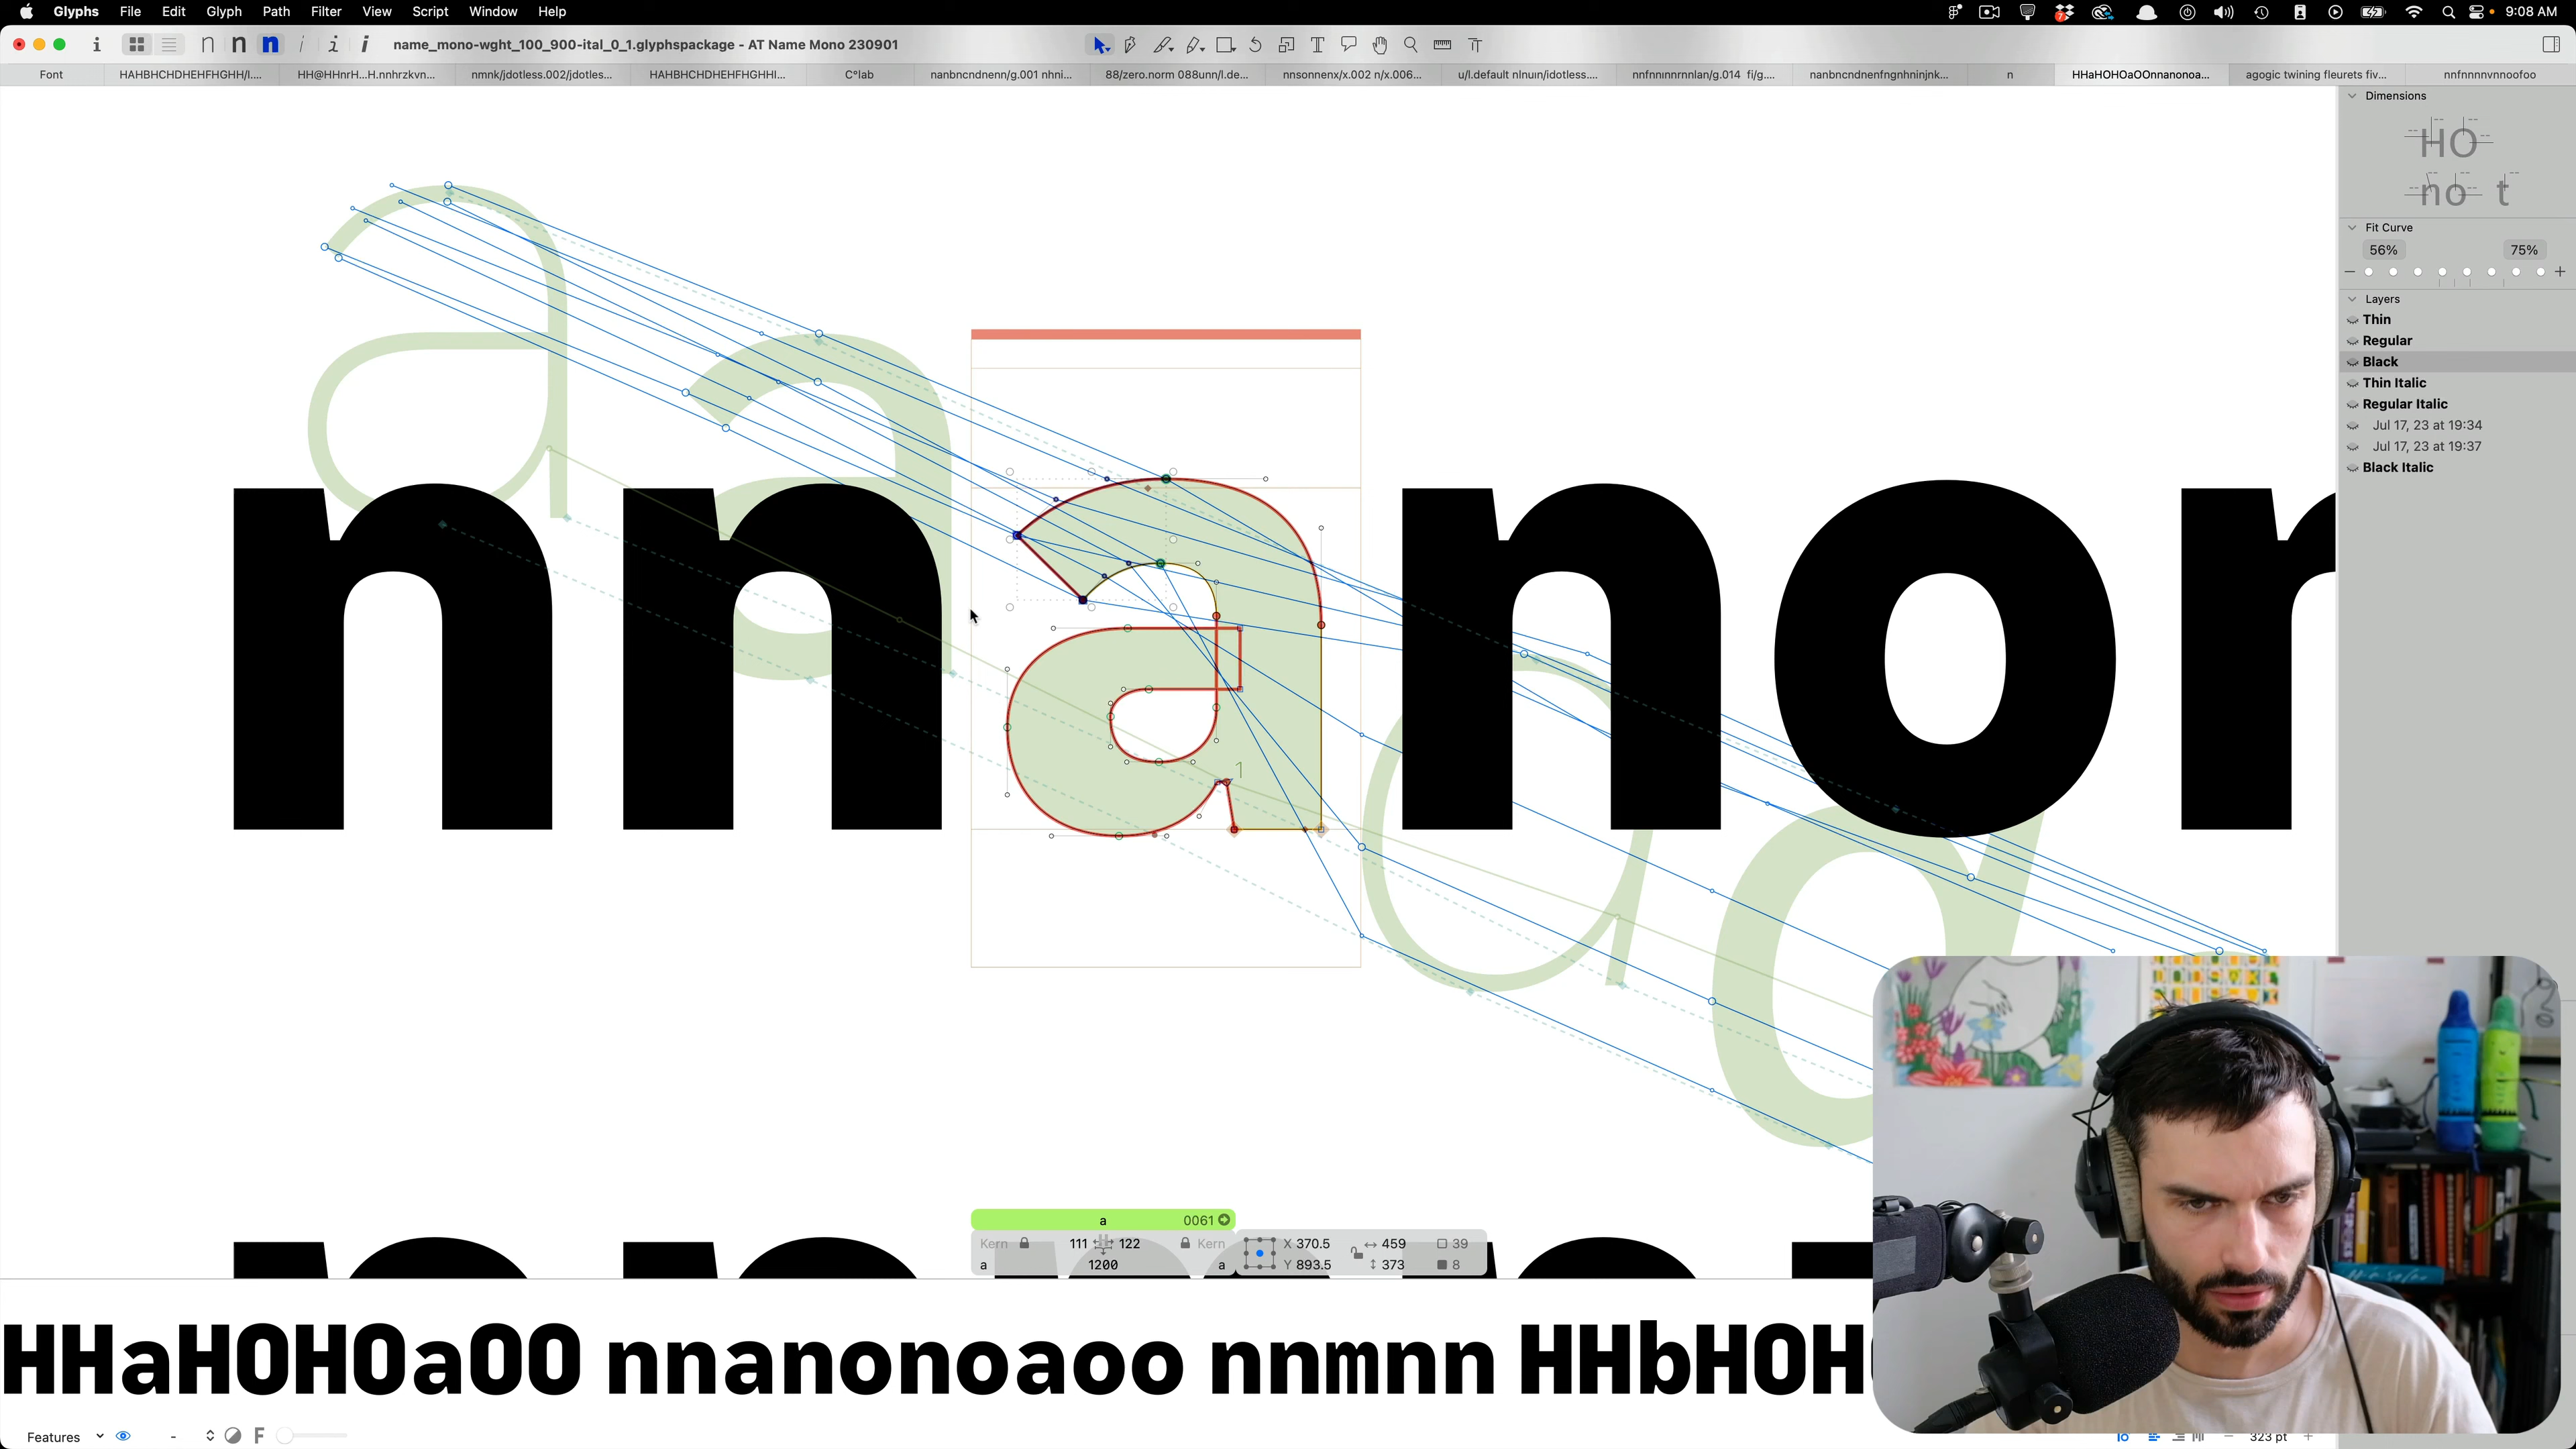 Glyphs File Edit Glyph Path Filter View Script Window Help 9:08 AM
name_mono-wght_100_900-ital_0_1.glyphspackage - AT Name Mono 230901
Font HAHBHCHDHEHFHGHH/l.... HH@HHnrH...H.nnhrzkvn... nmnk/jdotless.002/jdotles... HAHBHCHDHEHFHGHHI... C°lab nanbncndnenn/g.001 nhni... 88/zero.norm 088unn/l.de... nnsonnenx/x.002 n/x.006... u/l.default nlnuın/idotless.... nnfnnınnrnnlan/g.014 fi/g.... nanbncndnenfngnhninjnk... n HHaHOHOaOOnnanonoa... agogic twining fleurets fiv... nnfnnnnvnnoofoo
Dimensions
HO
no t
Fit Curve
56% 75%
Layers
Thin
Regular
Black
Thin Italic
Regular Italic
Jul 17, 23 at 19:34
Jul 17, 23 at 19:37
Black Italic
nnanon
1
a 0061
Kern 111 122 Kern X 370.5 459 39
a 1200 a Y 893.5 373 8
HHaHOHOaOO nnanonoaoo nnmnn HHbHOH
Features - F 323 pt